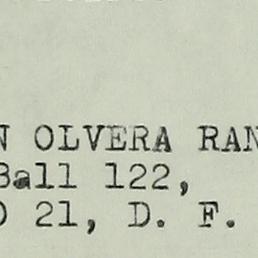 N OLVERA RAN
Ball 122,
O 21, D. F.